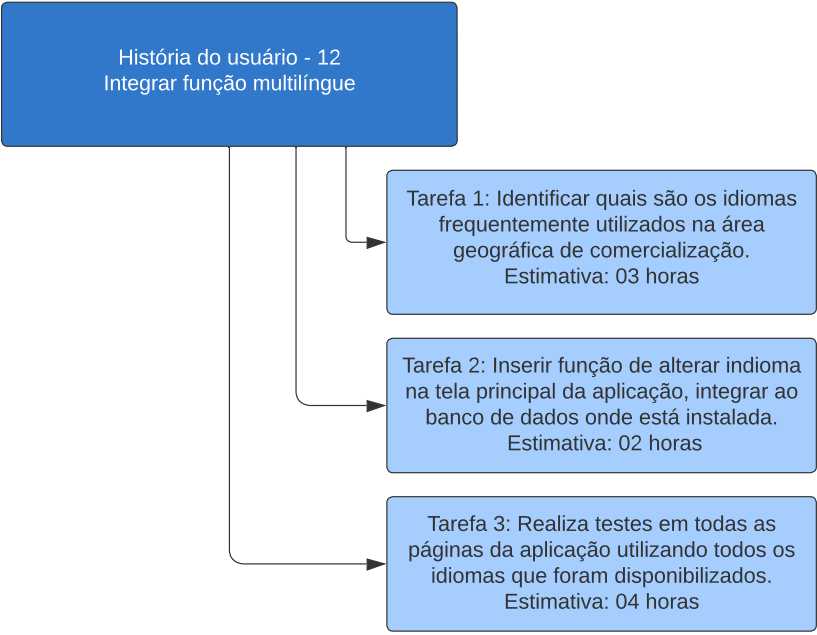 História do usuário - 12
Integrar função multilíngue
Tarefa 1: Identificar quais são os idiomas
frequentemente utilizados na área
geográfica de comercialização.
Estimativa: 03 horas
Tarefa 2: Inserir função de alterar indioma
na tela principal da aplicação, integrar ao
banco de dados onde está instalada.
Estimativa: 02 horas
Tarefa 3: Realiza testes em todas as
páginas da aplicação utilizando todos os
idiomas que foram disponibilizados.
Estimativa: 04 horas